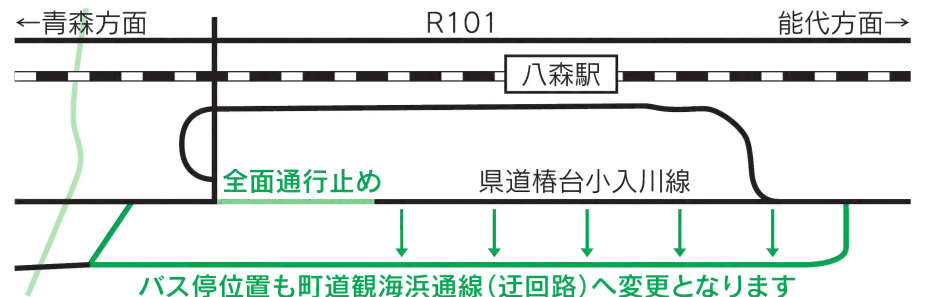 ←青森方面
R101
能代方面→
八森駅
全面通行止め
県道椿台小入川線
バス停位置も町道観海浜通線（迂回路）へ変更となります